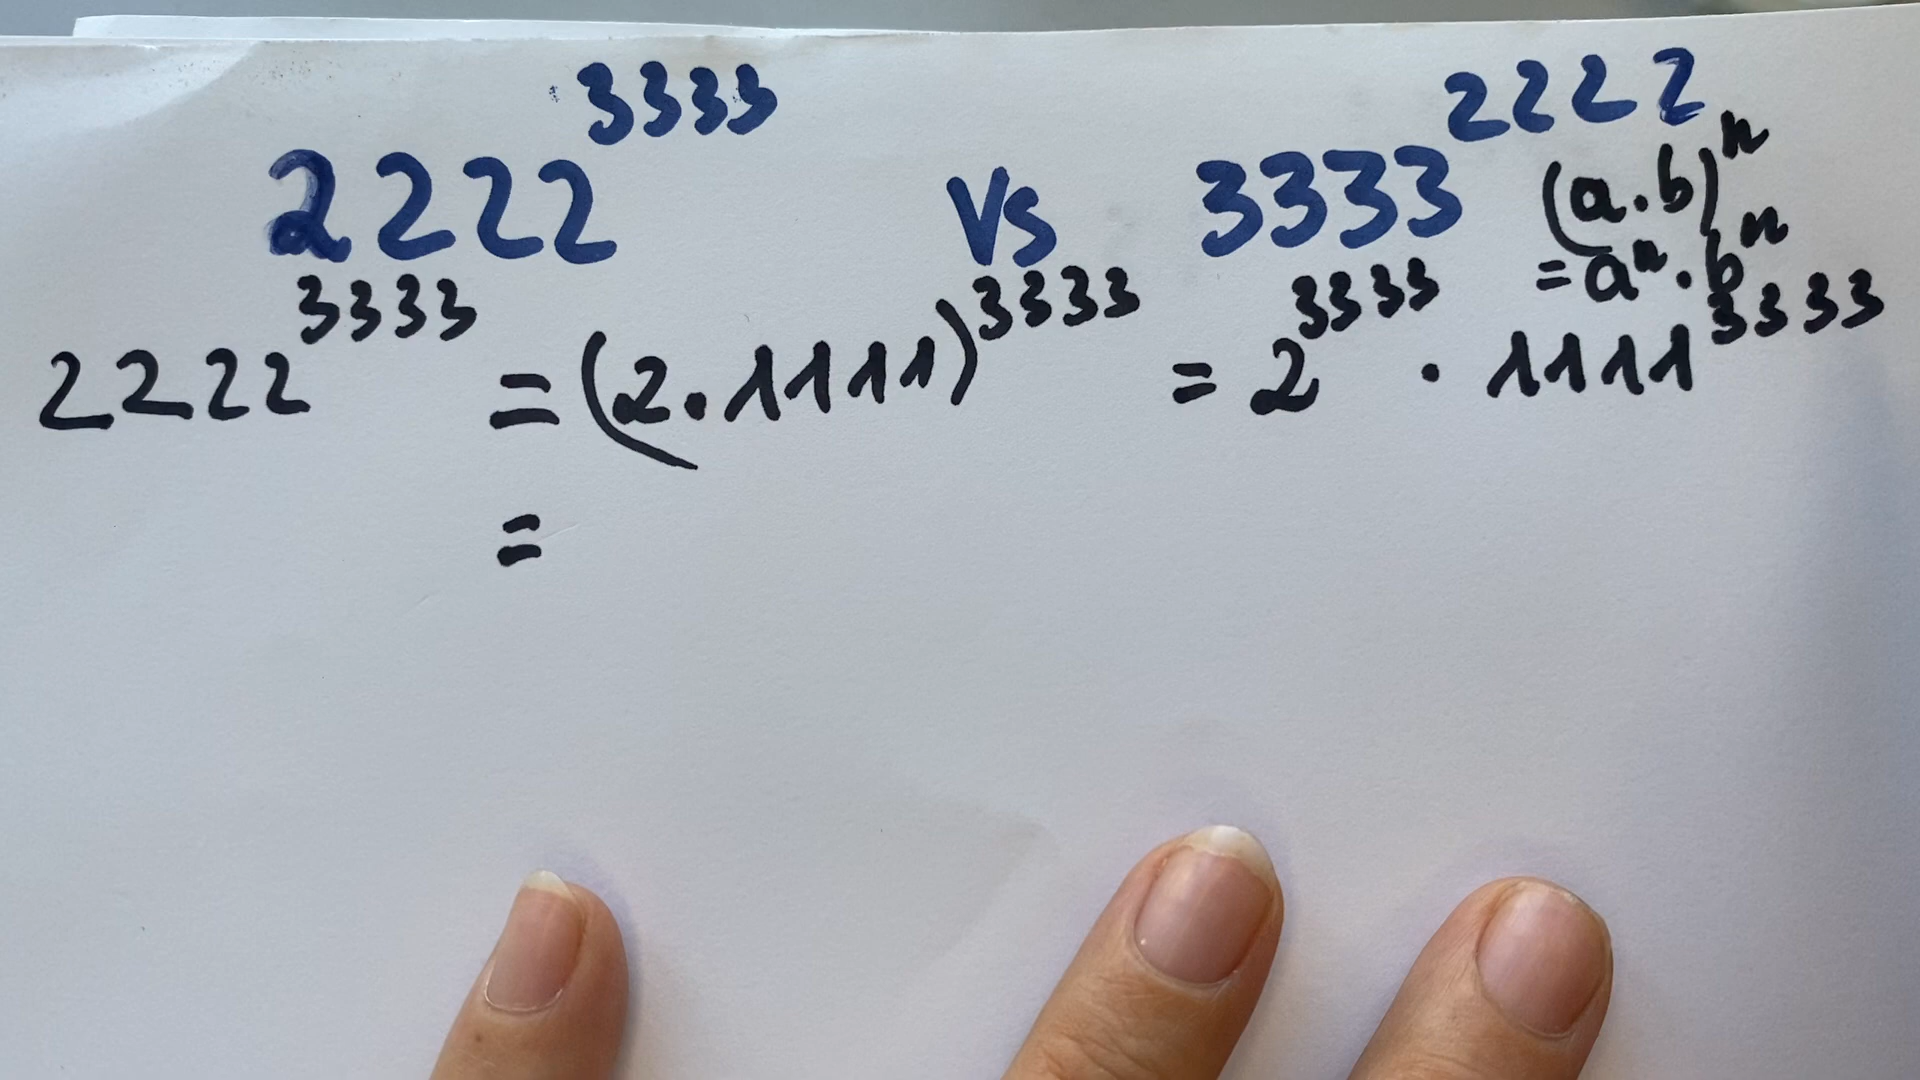 2222^3333 Vs 3333^2222
(a.b)^n
= a^n . b^n
2222^3333 = (2.1111)^3333 = 2^3333 . 1111^3333
=